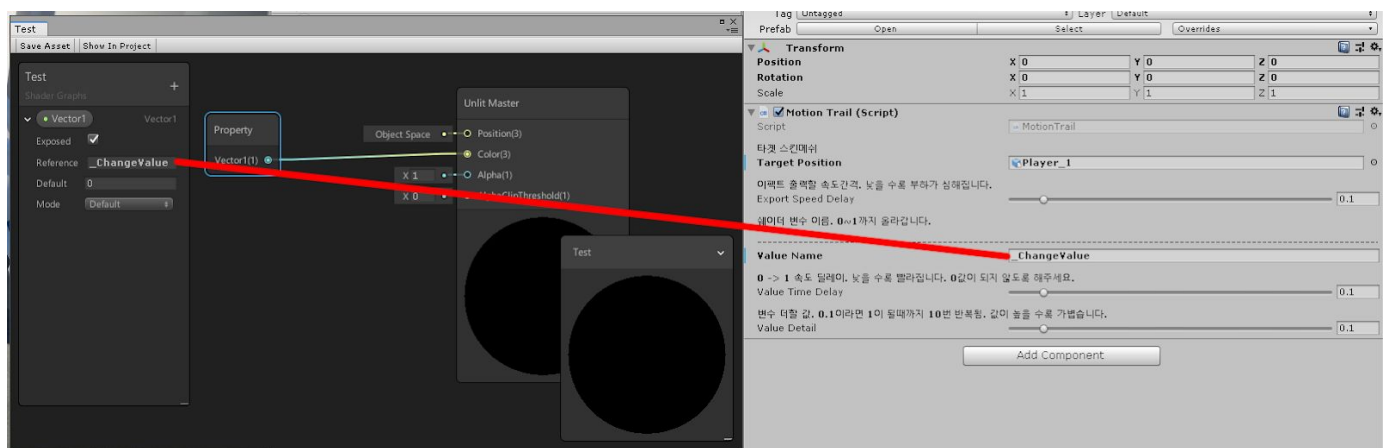 Test
Save Asset
Show In Project
Test
Shader Graphs
Vector1
Vector1
Exposed
Reference
_ChangeValue
Default
0
Mode
Default
Property
Vector1(1)
Unlit Master
Object Space
Position(3)
Color(3)
X 1
Alpha(1)
X 0
AlphaClipThreshold(1)
Test
Tag
Untagged
Layer
Default
Prefab
Open
Select
Overrides
Transform
Position
X 0
Y 0
Z 0
Rotation
X 0
Y 0
Z 0
Scale
X 1
Y 1
Z 1
Motion Trail (Script)
Script
MotionTrail
타겟 스킨메쉬
Target Position
Player_1
이팩트 출력할 속도간격. 낮을 수록 부하가 심해집니다.
Export Speed Delay
0.1
쉐이더 변수 이름. 0~1까지 올라갑니다.
Value Name
_ChangeValue
0 -> 1 속도 딜레이. 낮을 수록 빨라집니다. 0값이 되지 않도록 해주세요.
Value Time Delay
0.1
변수 더할 값. 0.1이라면 1이 될때까지 10번 반복됨. 값이 높을 수록 가볍습니다.
Value Detail
0.1
Add Component